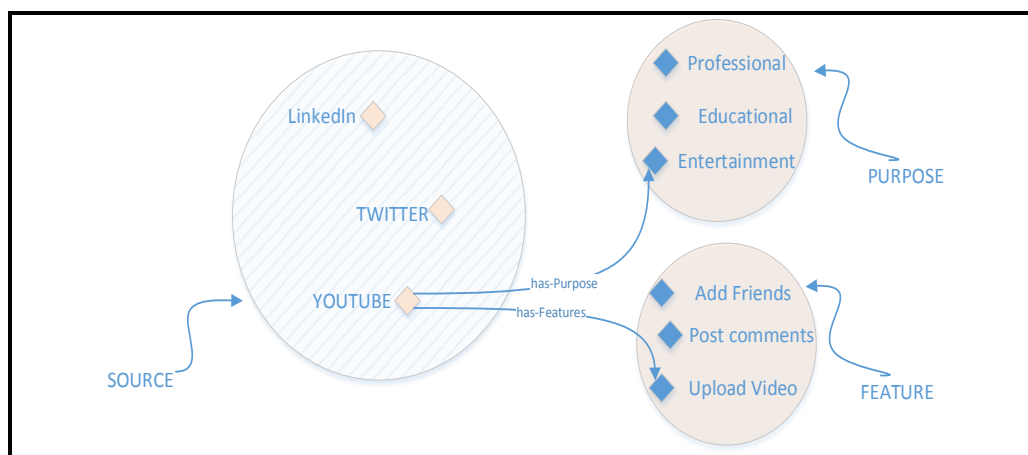 LinkedIn
TWITTER
YOUTUBE
SOURCE
has-Purpose
has-Features
Professional
Educational
Entertainment
PURPOSE
Add Friends
Post comments
Upload Video
FEATURE